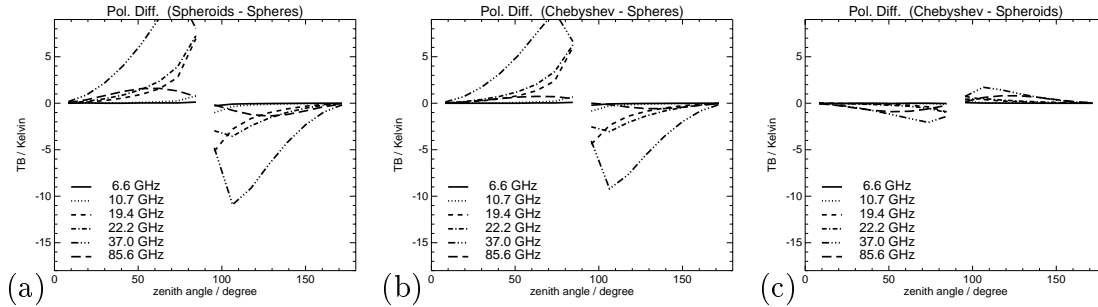 Pol. Diff. (Spheroids - Spheres)
5
0
-5
-10
-15
TB / Kelvin
6.6 GHz
10.7 GHz
19.4 GHz
22.2 GHz
37.0 GHz
85.6 GHz
0 50 100 150
zenith angle / degree
(a)
Pol. Diff. (Chebyshev - Spheres)
5
0
-5
-10
-15
TB / Kelvin
6.6 GHz
10.7 GHz
19.4 GHz
22.2 GHz
37.0 GHz
85.6 GHz
0 50 100 150
zenith angle / degree
(b)
Pol. Diff. (Chebyshev - Spheroids)
5
0
-5
-10
-15
TB / Kelvin
6.6 GHz
10.7 GHz
19.4 GHz
22.2 GHz
37.0 GHz
85.6 GHz
0 50 100 150
zenith angle / degree
(c)